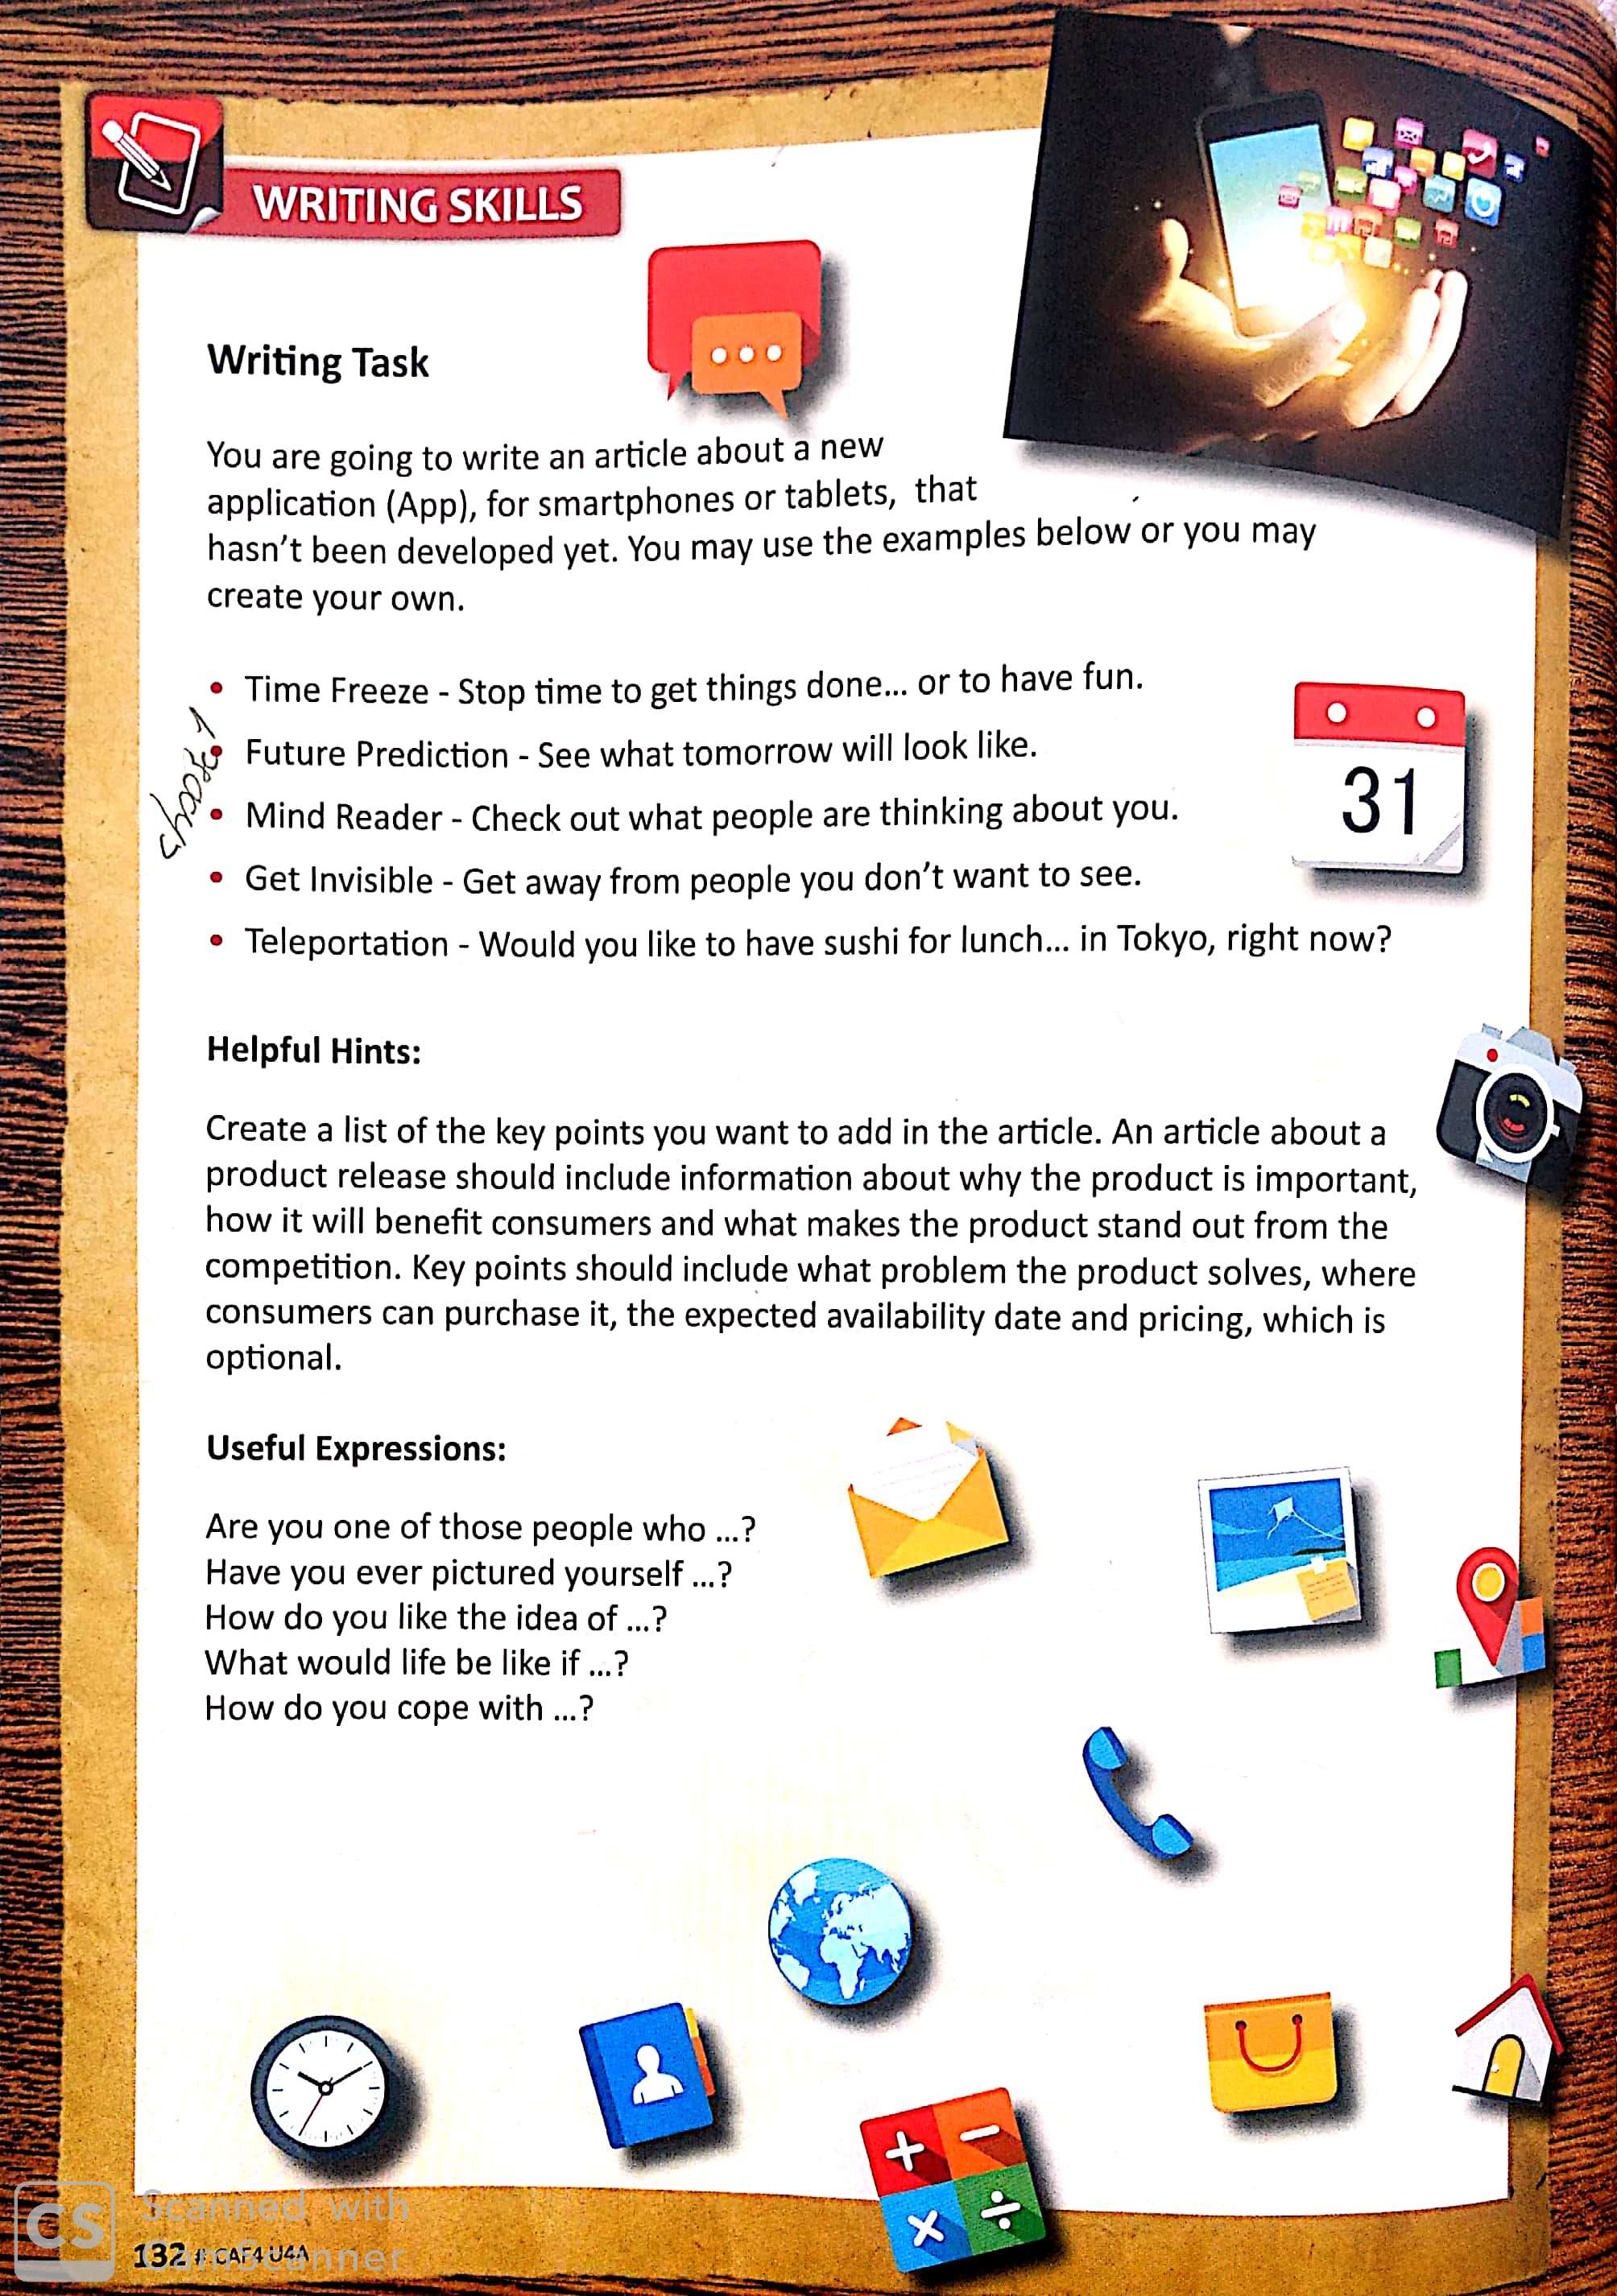 WRITING SKILLS
Writing Task
You are going to write an article about a new
application (App), for smartphones or tablets, that
hasn't been developed yet. You may use the examples below or you may
create your own.
• Time Freeze - Stop time to get things done... or to have fun.
• Future Prediction - See what tomorrow will look like.
• Mind Reader - Check out what people are thinking about you.
• Get Invisible - Get away from people you don't want to see.
• Teleportation - Would you like to have sushi for lunch... in Tokyo, right now?
choose 1
31
Helpful Hints:
Create a list of the key points you want to add in the article. An article about a
product release should include information about why the product is important,
how it will benefit consumers and what makes the product stand out from the
competition. Key points should include what problem the product solves, where
consumers can purchase it, the expected availability date and pricing, which is
optional.
Useful Expressions:
Are you one of those people who ...?
Have you ever pictured yourself ...?
How do you like the idea of ...?
What would life be like if ...?
How do you cope with ...?
CS
Scanned with
CamScanner
132 # CAF4 U4A